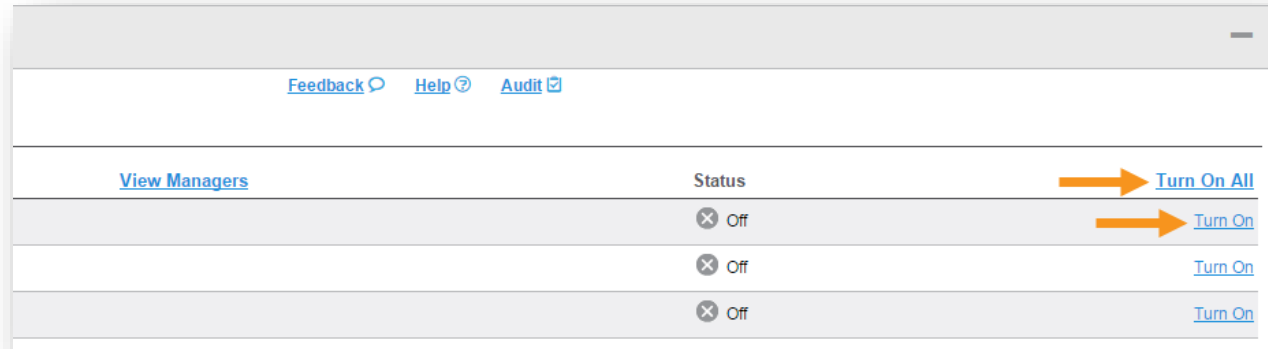 Feedback Help Audit
View Managers Status Turn On All
Off Turn On
Off Turn On
Off Turn On